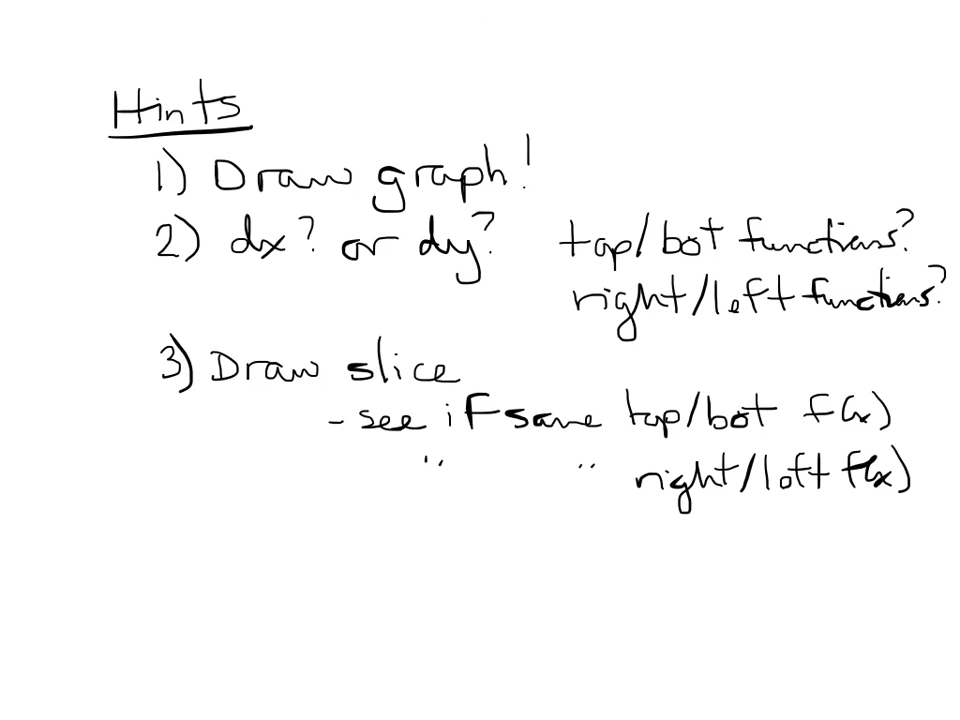 Hints
1) Draw graph!
2) dx? or dy? top/bot functions?
right/left functions?
3) Draw slice
- see if same top/bot f(x)
" " right/left f(x)